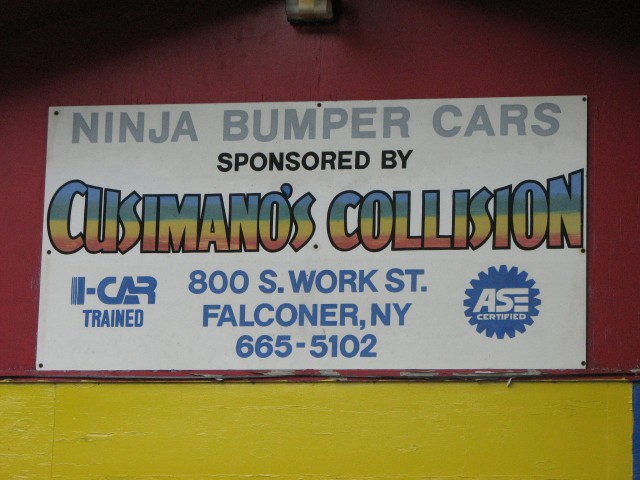 NINJA BUMPER CARS
SPONSORED BY
CUSIMANO'S COLLISION
I-CAR
TRAINED
800 S. WORK ST.
FALCONER, NY
665-5102
ASE
CERTIFIED